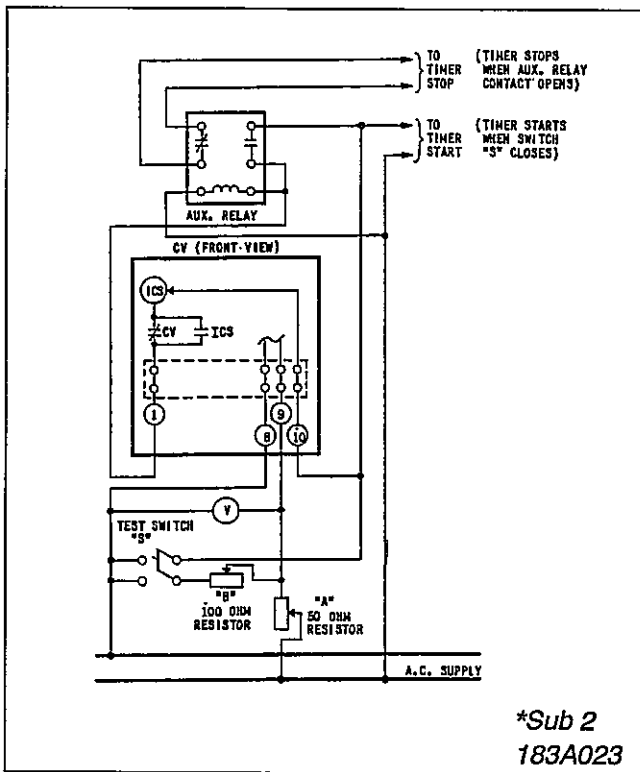 TO (TIMER STOPS
TIMER WHEN AUX. RELAY
STOP CONTACT OPENS)
TO (TIMER STARTS
TIMER WHEN SWITCH
START "S" CLOSES)
AUX. RELAY
CV (FRONT-VIEW)
ICS
CV ICS
1
9
8 10
V
TEST SWITCH
"S"
"B"
100 OHM
RESISTOR
"A"
50 OHM
RESISTOR
A.C. SUPPLY
*Sub 2
183A023